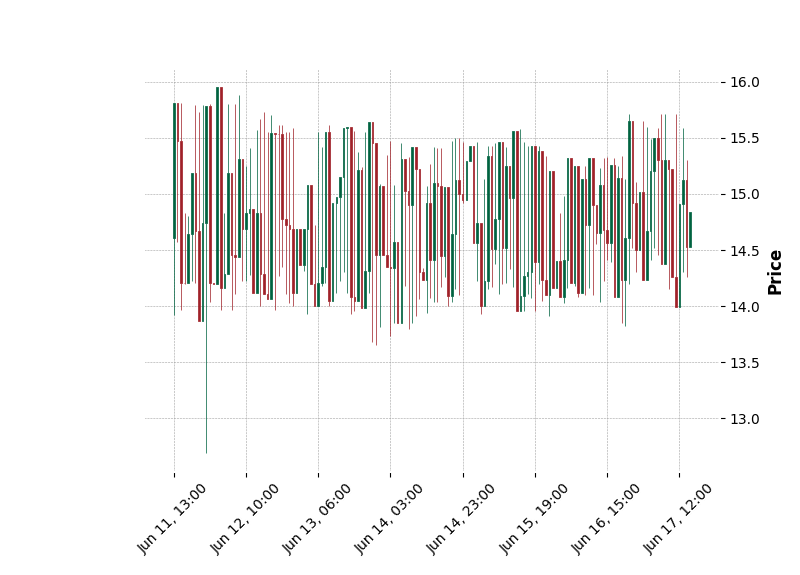 16.0
15.5
15.0
14.5
14.0
13.5
13.0
Price
Jun 11, 13:00
Jun 12, 10:00
Jun 13, 06:00
Jun 14, 03:00
Jun 14, 23:00
Jun 15, 19:00
Jun 16, 15:00
Jun 17, 12:00